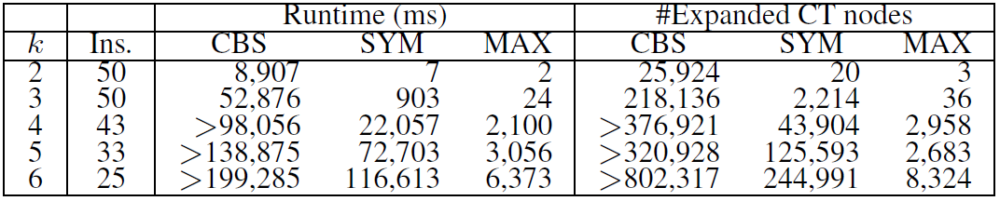 Runtime (ms) #Expanded CT nodes
k Ins. CBS SYM MAX CBS SYM MAX
2 50 8,907 7 2 25,924 20 3
3 50 52,876 903 24 218,136 2,214 36
4 43 >98,056 22,057 2,100 >376,921 43,904 2,958
5 33 >138,875 72,703 3,056 >320,928 125,593 2,683
6 25 >199,285 116,613 6,373 >802,317 244,991 8,324